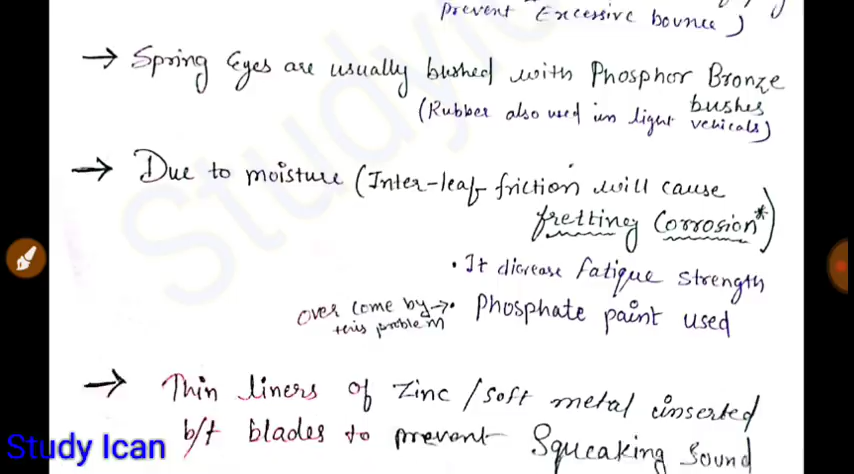 prevent Excessive bounce)
→ Spring Eyes are usually bushed with Phosphor Bronze
bushes
(Rubber also used in light vehicals)
→ Due to moisture (Inter-leaf friction will cause
fretting Corrosion*)
• It dicrease fatigue strength
over come by → • Phosphate paint used
this problem
→ Thin liners of Zinc / soft metal inserted
b/t blades to prevent Squeaking Sound
Study Ican